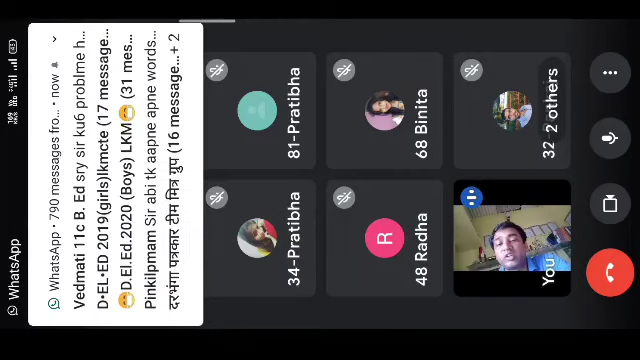 WhatsApp
WhatsApp • 790 messages fro... • now
Vedmati 11c B. Ed sry sir ku6 problme h...
D•EL•ED 2019(girls)lkmcte (17 message...
😷D.El.Ed.2020 (Boys) LKM😷 (31 mes...
Pinkilpmam Sir abi tk aapne apne words...
दरभंगा पत्रकार टीम मित्र ग्रुप (16 message...+ 2
81-Pratibha
68 Binita
32
2 others
34-Pratibha
R
48 Radha
You